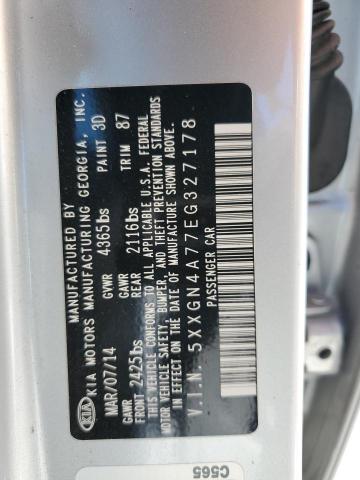 MANUFACTURED BY
KIA KIA MOTORS MANUFACTURING GEORGIA, INC.
MAR/07/14 GVWR 4365lbs PAINT 3D
GAWR FRONT 2425lbs GAWR REAR 2116lbs TRIM 87
THIS VEHICLE CONFORMS TO ALL APPLICABLE U.S.A. FEDERAL
MOTOR VEHICLE SAFETY, BUMPER, AND THEFT PREVENTION STANDARDS
IN EFFECT ON THE DATE OF MANUFACTURE SHOWN ABOVE.
V.I.N. 5XXGN4A77EG327178
PASSENGER CAR
C565